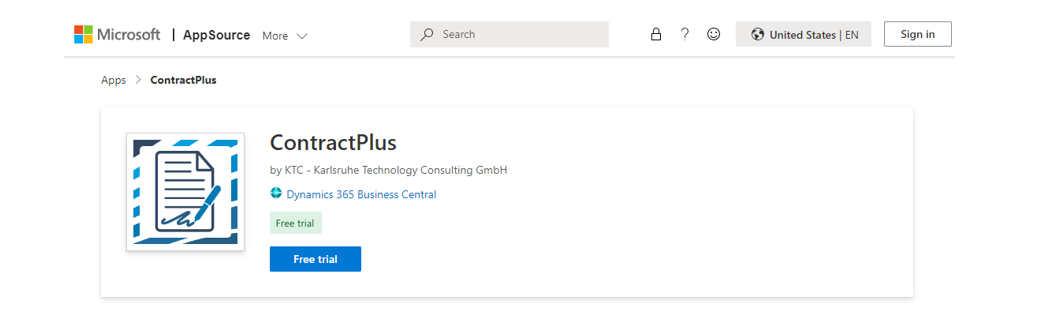 Microsoft | AppSource More Search ? United States | EN Sign in
Apps > ContractPlus
ContractPlus
by KTC - Karlsruhe Technology Consulting GmbH
Dynamics 365 Business Central
Free trial
Free trial